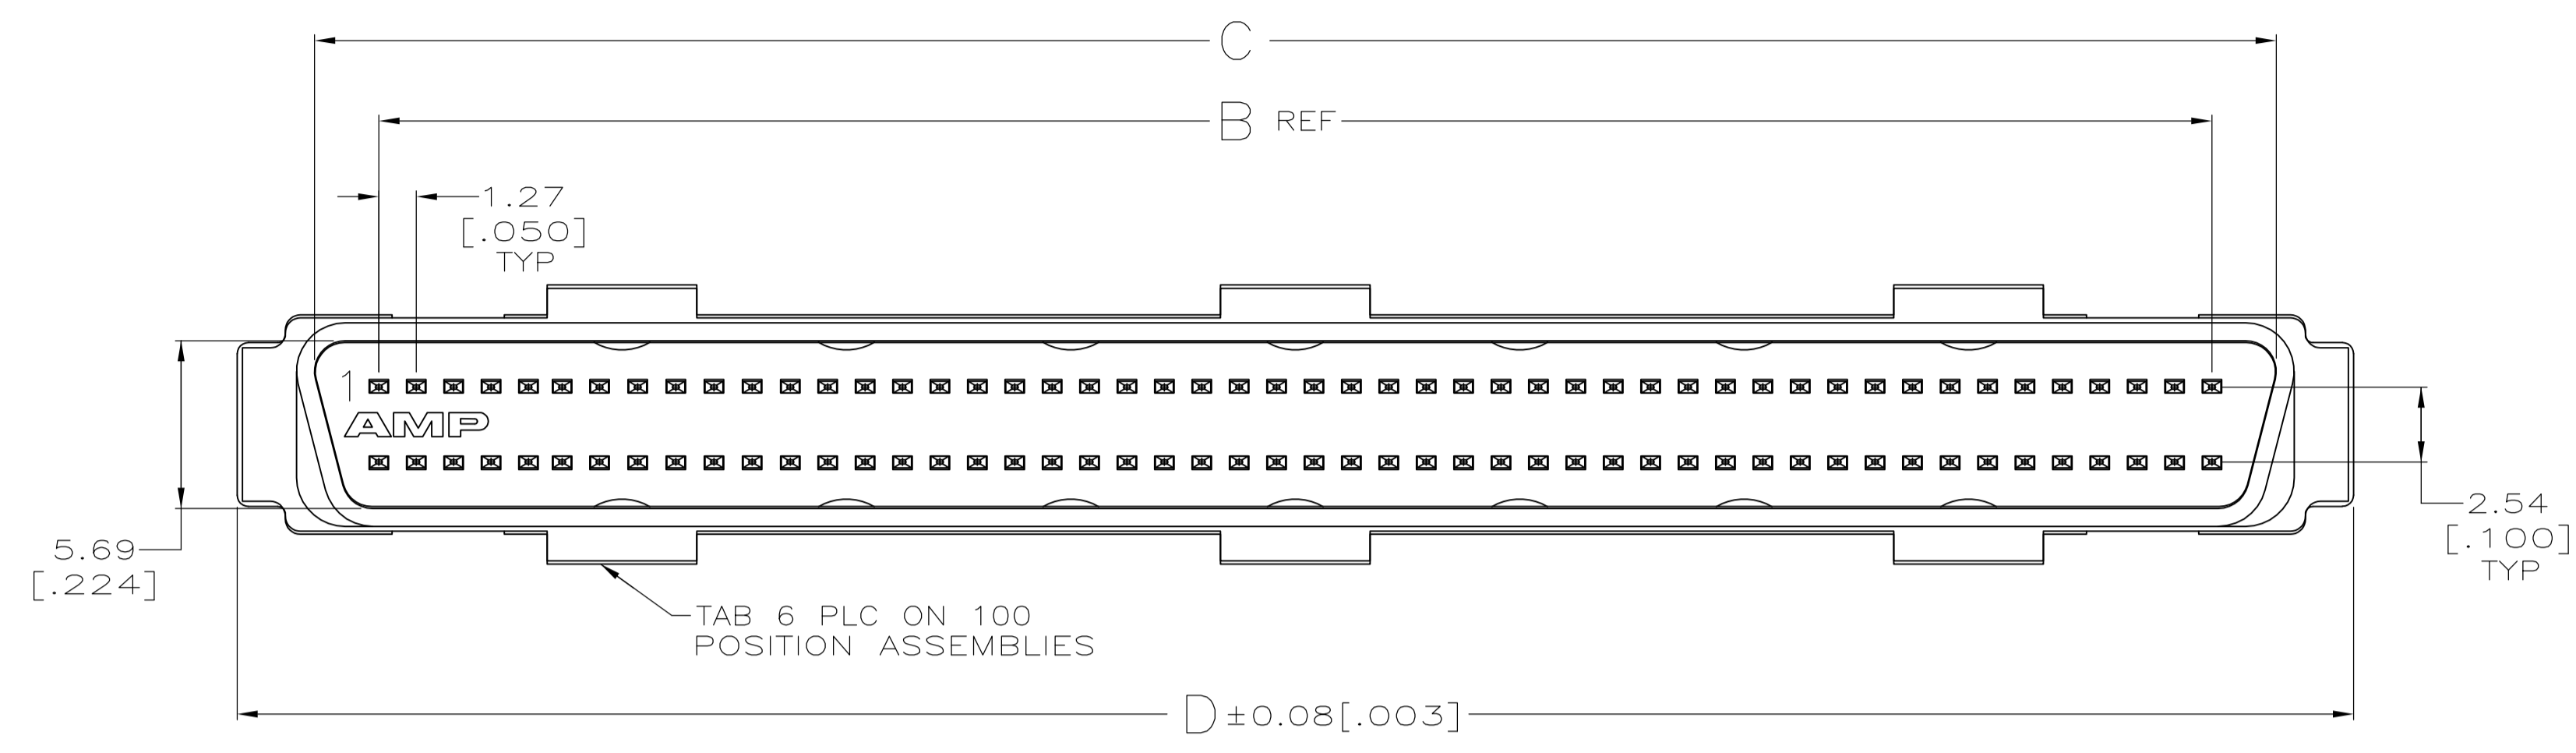 C
B REF
1.27
[.050]
TYP
1
AMP
5.69
[.224]
2.54
[.100]
TYP
TAB 6 PLC ON 100
POSITION ASSEMBLIES
D ±0.08[.003]